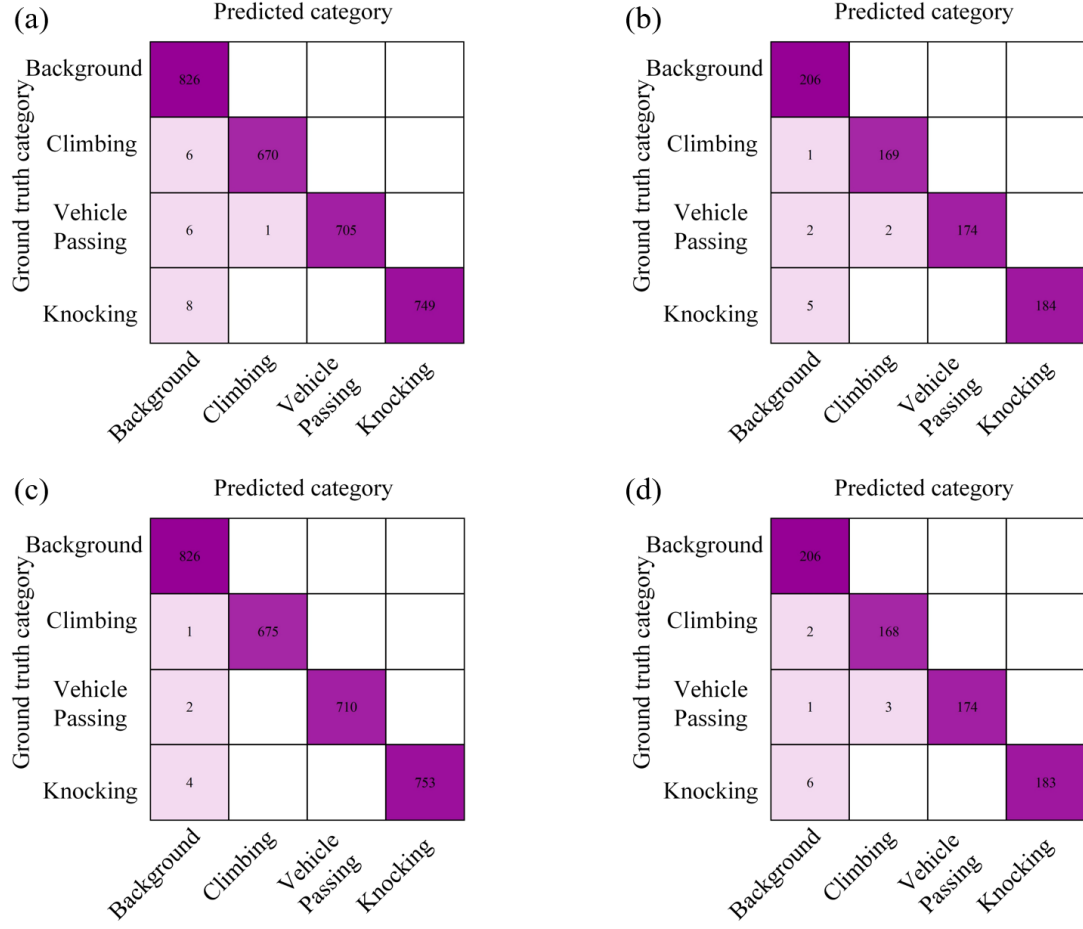 (a)
Predicted category
Ground truth category
Background
826
Climbing
6 670
Vehicle
Passing
6 1 705
Knocking
8 749
Background
Climbing
Vehicle
Passing
Knocking
(b)
Predicted category
Ground truth category
Background
206
Climbing
1 169
Vehicle
Passing
2 2 174
Knocking
5 184
Background
Climbing
Vehicle
Passing
Knocking
(c)
Predicted category
Ground truth category
Background
826
Climbing
1 675
Vehicle
Passing
2 710
Knocking
4 753
Background
Climbing
Vehicle
Passing
Knocking
(d)
Predicted category
Ground truth category
Background
206
Climbing
2 168
Vehicle
Passing
1 3 174
Knocking
6 183
Background
Climbing
Vehicle
Passing
Knocking